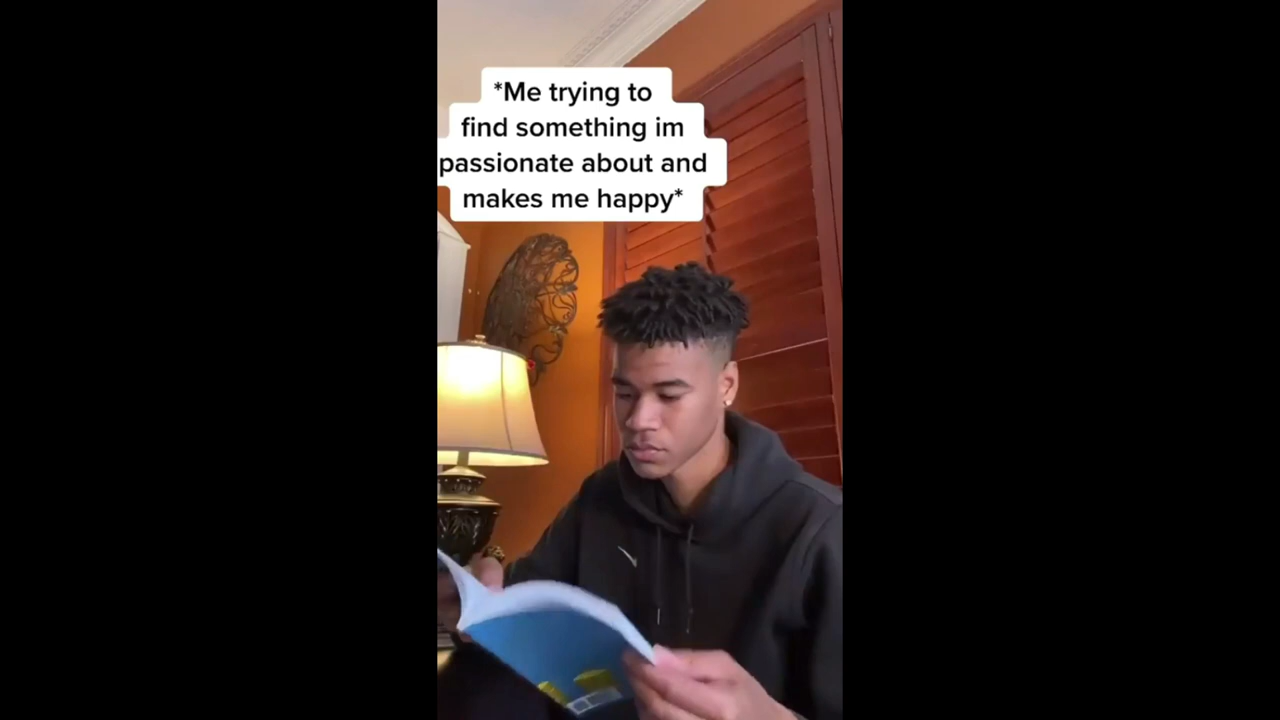 *Me trying to
find something im
passionate about and
makes me happy*